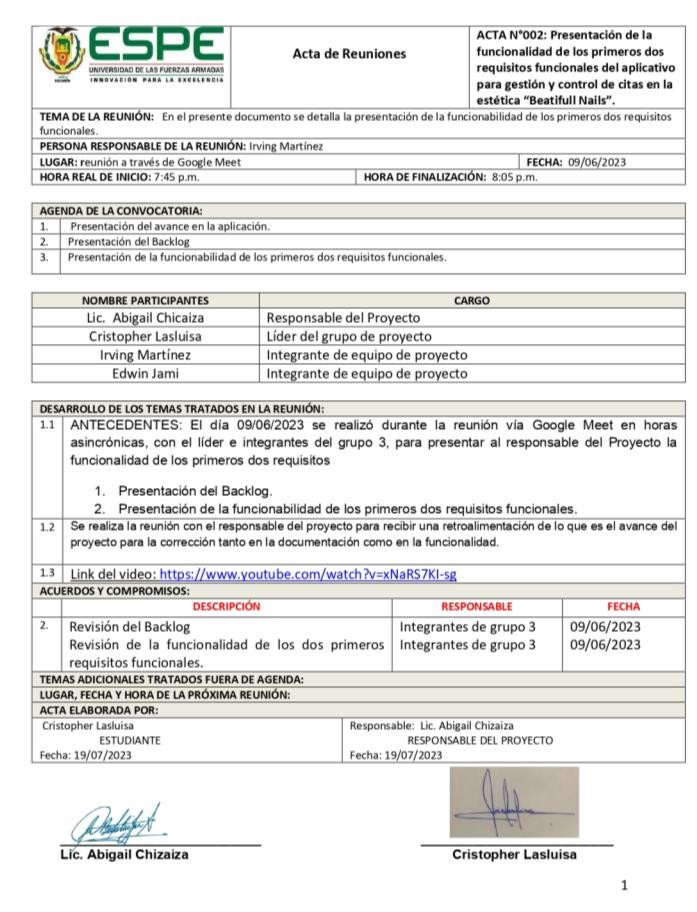 ESPE
UNIVERSIDAD DE LAS FUERZAS ARMADAS
INNOVACIÓN PARA LA EXCELENCIA
Acta de Reuniones
ACTA N°002: Presentación de la
funcionalidad de los primeros dos
requisitos funcionales del aplicativo
para gestión y control de citas en la
estética “Beatifull Nails”.
TEMA DE LA REUNIÓN: En el presente documento se detalla la presentación de la funcionabilidad de los primeros dos requisitos
funcionales.
PERSONA RESPONSABLE DE LA REUNIÓN: Irving Martínez
LUGAR: reunión a través de Google Meet FECHA: 09/06/2023
HORA REAL DE INICIO: 7:45 p.m. HORA DE FINALIZACIÓN: 8:05 p.m.
AGENDA DE LA CONVOCATORIA:
1. Presentación del avance en la aplicación.
2. Presentación del Backlog
3. Presentación de la funcionabilidad de los primeros dos requisitos funcionales.
NOMBRE PARTICIPANTES CARGO
Lic. Abigail Chicaiza Responsable del Proyecto
Cristopher Lasluisa Líder del grupo de proyecto
Irving Martínez Integrante de equipo de proyecto
Edwin Jami Integrante de equipo de proyecto
DESARROLLO DE LOS TEMAS TRATADOS EN LA REUNIÓN:
1.1 ANTECEDENTES: El día 09/06/2023 se realizó durante la reunión vía Google Meet en horas
asincrónicas, con el líder e integrantes del grupo 3, para presentar al responsable del Proyecto la
funcionalidad de los primeros dos requisitos
1. Presentación del Backlog.
2. Presentación de la funcionabilidad de los primeros dos requisitos funcionales.
1.2 Se realiza la reunión con el responsable del proyecto para recibir una retroalimentación de lo que es el avance del
proyecto para la corrección tanto en la documentación como en la funcionalidad.
1.3 Link del video: https://www.youtube.com/watch?v=xNaRS7KI-sg
ACUERDOS Y COMPROMISOS:
DESCRIPCIÓN RESPONSABLE FECHA
2. Revisión del Backlog Integrantes de grupo 3 09/06/2023
Revisión de la funcionalidad de los dos primeros Integrantes de grupo 3 09/06/2023
requisitos funcionales.
TEMAS ADICIONALES TRATADOS FUERA DE AGENDA:
LUGAR, FECHA Y HORA DE LA PRÓXIMA REUNIÓN:
ACTA ELABORADA POR:
Cristopher Lasluisa Responsable: Lic. Abigail Chizaiza
ESTUDIANTE RESPONSABLE DEL PROYECTO
Fecha: 19/07/2023 Fecha: 19/07/2023
Lic. Abigail Chizaiza Cristopher Lasluisa
1